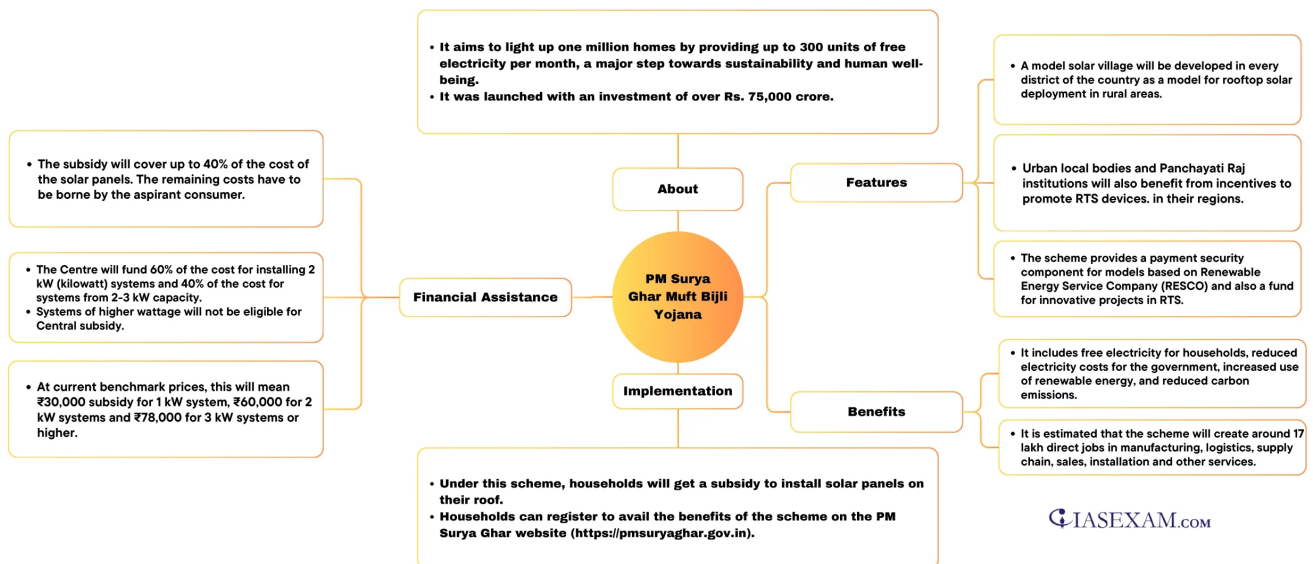 • It aims to light up one million homes by providing up to 300 units of free
electricity per month, a major step towards sustainability and human well-
being.
• It was launched with an investment of over Rs. 75,000 crore.
About
• The subsidy will cover up to 40% of the cost of
the solar panels. The remaining costs have to
be borne by the aspirant consumer.
• The Centre will fund 60% of the cost for installing 2
kW (kilowatt) systems and 40% of the cost for
systems from 2-3 kW capacity.
• Systems of higher wattage will not be eligible for
Central subsidy.
• At current benchmark prices, this will mean
₹30,000 subsidy for 1 kW system, ₹60,000 for 2
kW systems and ₹78,000 for 3 kW systems or
higher.
Financial Assistance
PM Surya
Ghar Muft Bijli
Yojana
Features
• A model solar village will be developed in every
district of the country as a model for rooftop solar
deployment in rural areas.
• Urban local bodies and Panchayati Raj
institutions will also benefit from incentives to
promote RTS devices. in their regions.
• The scheme provides a payment security
component for models based on Renewable
Energy Service Company (RESCO) and also a fund
for innovative projects in RTS.
Benefits
• It includes free electricity for households, reduced
electricity costs for the government, increased use
of renewable energy, and reduced carbon
emissions.
• It is estimated that the scheme will create around 17
lakh direct jobs in manufacturing, logistics, supply
chain, sales, installation and other services.
Implementation
• Under this scheme, households will get a subsidy to install solar panels on
their roof.
• Households can register to avail the benefits of the scheme on the PM
Surya Ghar website (https://pmsuryaghar.gov.in).
IASEXAM.COM